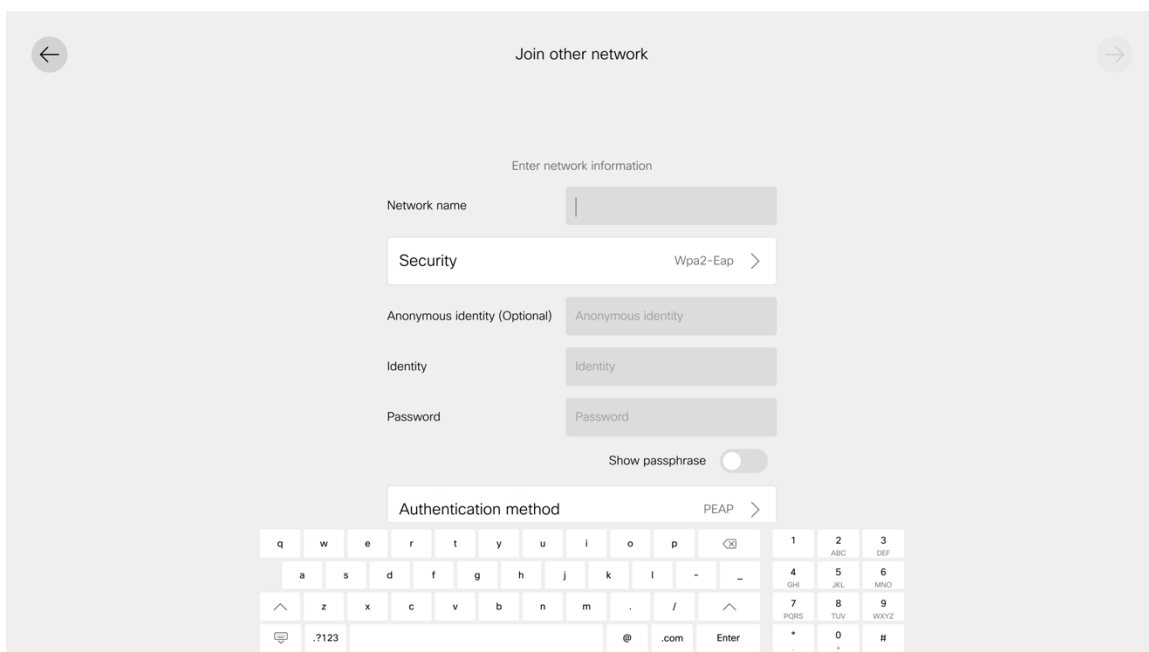 Join other network
Enter network information
Network name
Security Wpa2-Eap
Anonymous identity (Optional) Anonymous identity
Identity Identity
Password Password
Show passphrase
Authentication method PEAP
q w e r t y u i o p 1 2 ABC 3 DEF
a s d f g h j k l - _ 4 GHI 5 JKL 6 MNO
z x c v b n m . / 7 PQRS 8 TUV 9 WXYZ
.?123 @ .com Enter * 0 #